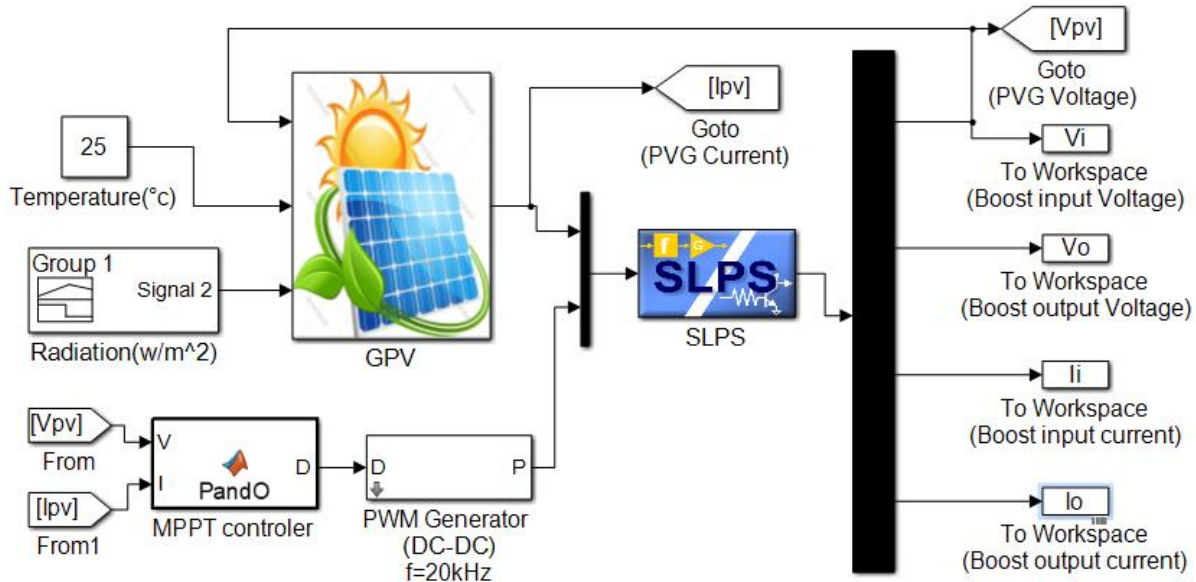 [Vpv]
Goto
(PVG Voltage)
[Ipv]
Goto
(PVG Current)
25
Temperature(°c)
Group 1
Signal 2
Radiation(w/m^2)
GPV
f
G
SLPS
SLPS
Vi
To Workspace
(Boost input Voltage)
Vo
To Workspace
(Boost output Voltage)
Ii
To Workspace
(Boost input current)
Io
To Workspace
(Boost output current)
[Vpv]
From
[Ipv]
From1
V
I
D
PandO
MPPT controler
D
P
PWM Generator
(DC-DC)
f=20kHz